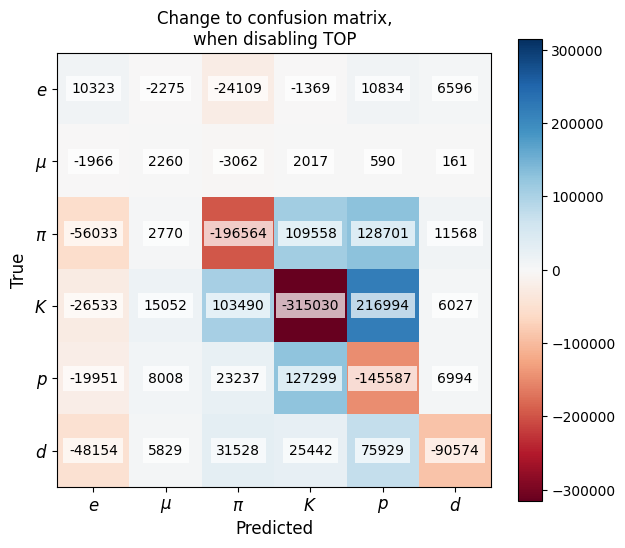 Change to confusion matrix,
when disabling TOP
e 10323 -2275 -24109 -1369 10834 6596
μ -1966 2260 -3062 2017 590 161
π -56033 2770 -196564 109558 128701 11568
K -26533 15052 103490 -315030 216994 6027
p -19951 8008 23237 127299 -145587 6994
d -48154 5829 31528 25442 75929 -90574
e μ π K p d
Predicted
True
300000
200000
100000
0
−100000
−200000
−300000